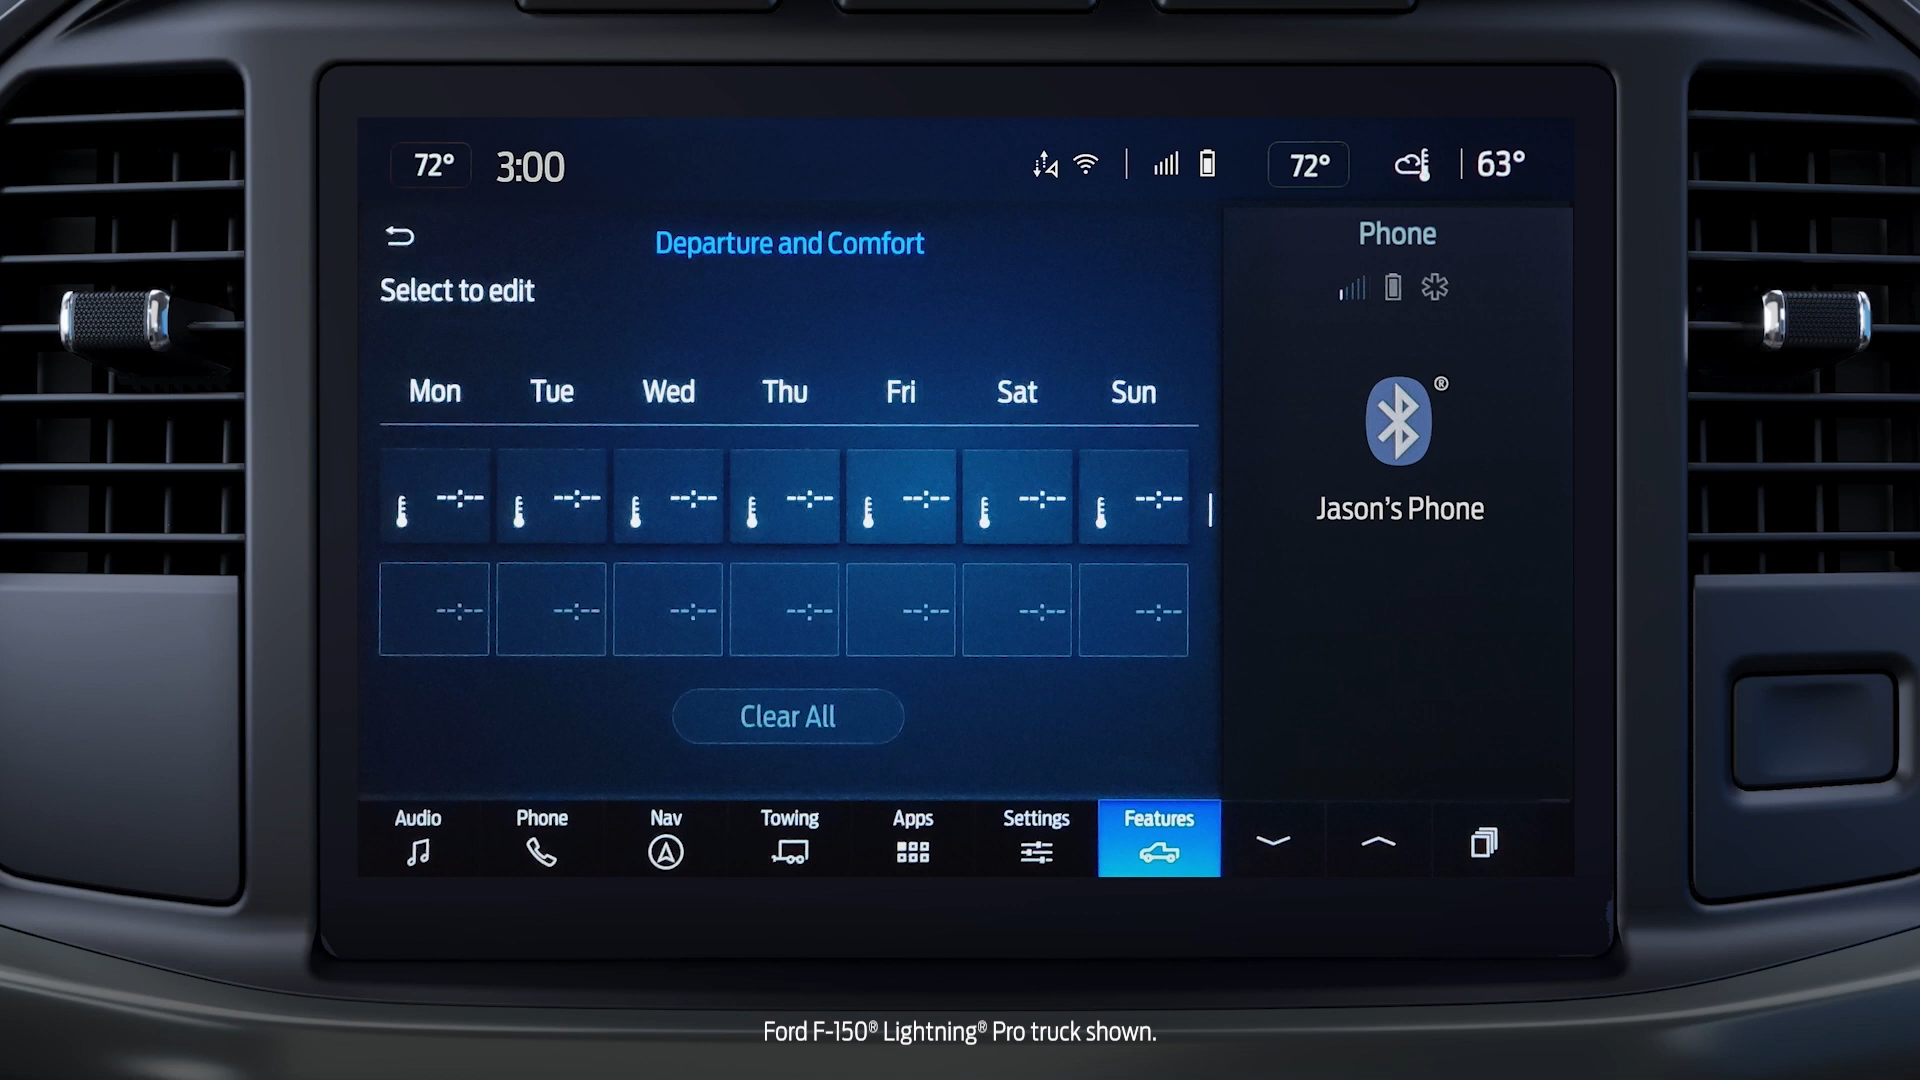 72° 3:00 72° 63°
Departure and Comfort
Phone
Select to edit
Mon Tue Wed Thu Fri Sat Sun
®
--:-- --:-- --:-- --:-- --:-- --:-- --:--
Jason's Phone
--:-- --:-- --:-- --:-- --:-- --:-- --:--
Clear All
Audio Phone Nav Towing Apps Settings Features
Ford F-150® Lightning® Pro truck shown.